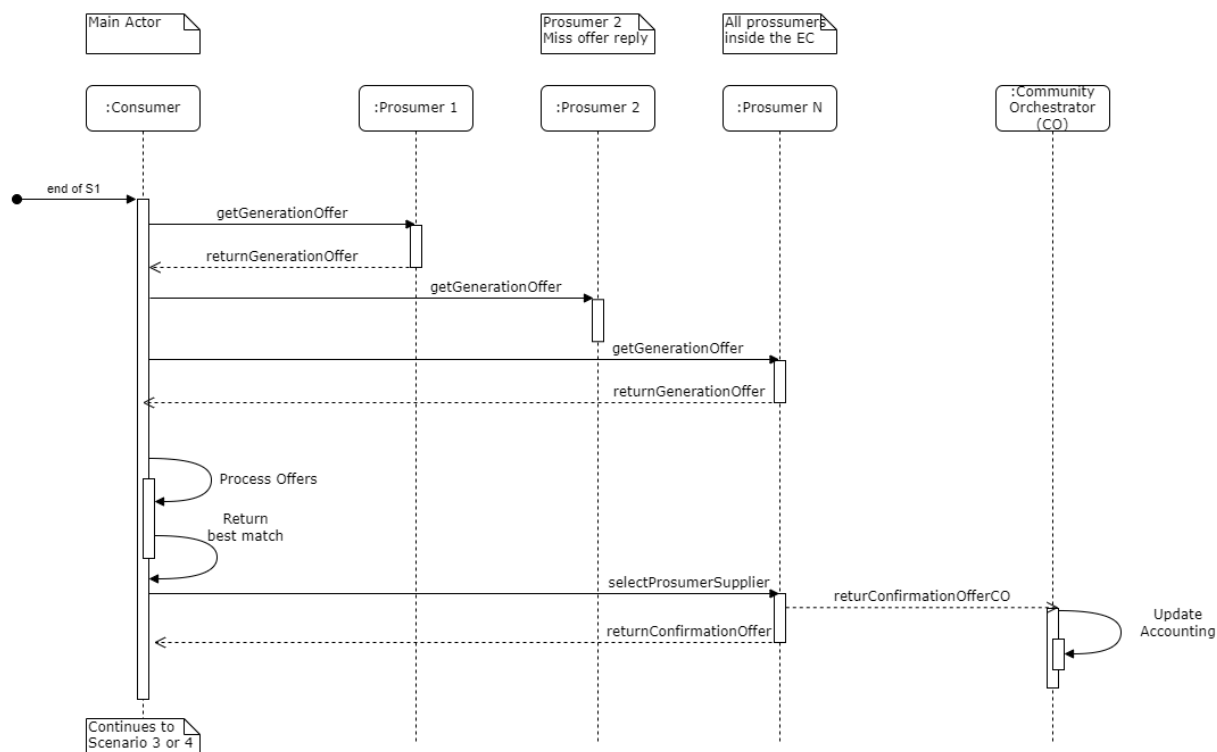 Main Actor
Prosumer 2
Miss offer reply
All prossumers
inside the EC
:Consumer
:Prosumer 1
:Prosumer 2
:Prosumer N
:Community
Orchestrator
(CO)
end of S1
getGenerationOffer
returnGenerationOffer
getGenerationOffer
getGenerationOffer
returnGenerationOffer
Process Offers
Return
best match
selectProsumerSupplier
returConfirmationOfferCO
Update
Accounting
returnConfirmationOffer
Continues to
Scenario 3 or 4